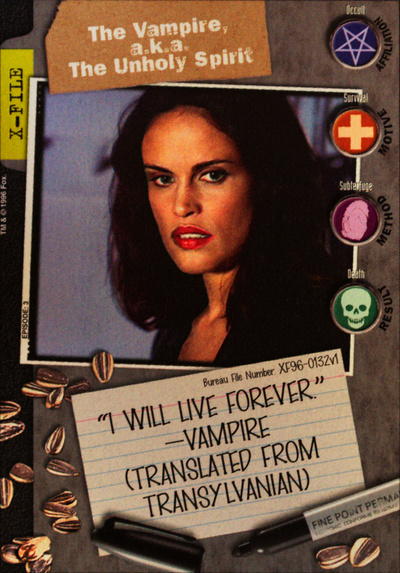 The Vampire,
a.k.a.
The Unholy Spirit
X-FILE
TM & © 1996 Fox.
EPISODE: 3
Occult
AFFILIATION
Survival
MOTIVE
Subterfuge
METHOD
Death
RESULT
Bureau File Number: XF96-0132v1
"I WILL LIVE FOREVER."
—VAMPIRE
(TRANSLATED FROM
TRANSYLVANIAN)
FINE POINT PERMA